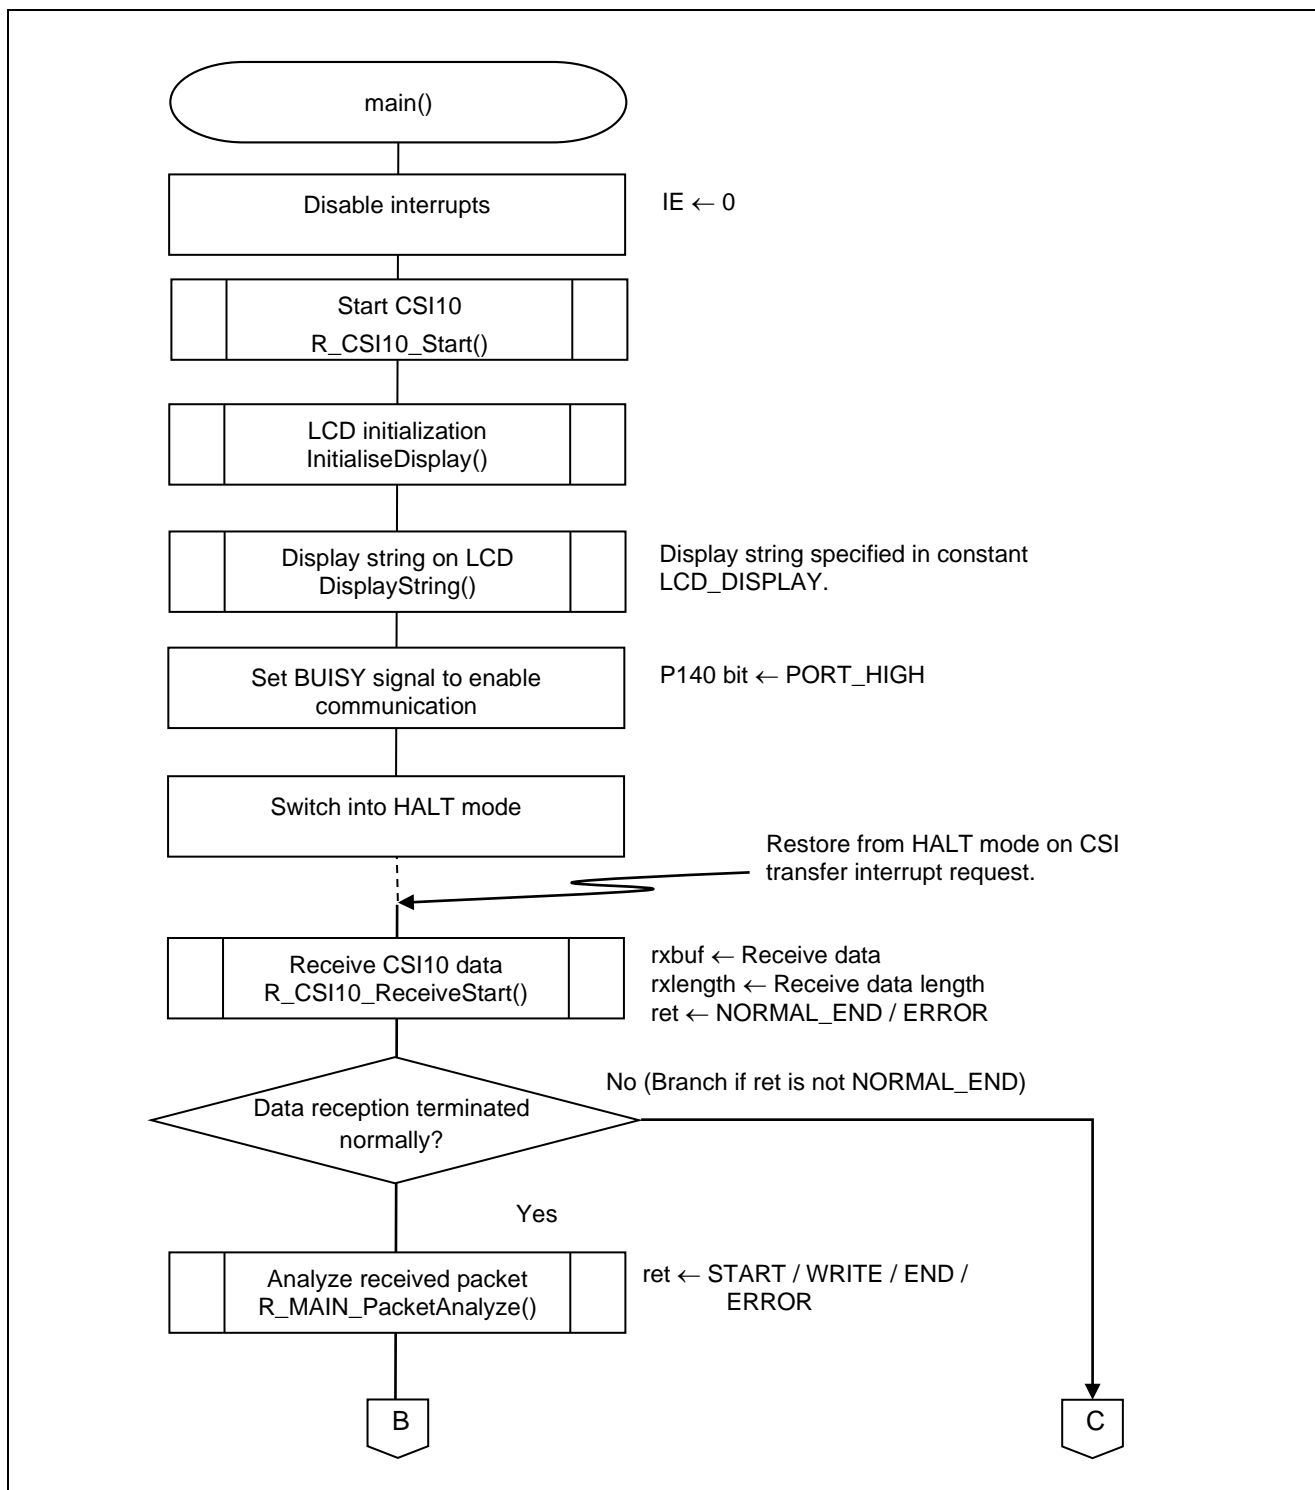 main()
Disable interrupts
IE ← 0
Start CSI10
R_CSI10_Start()
LCD initialization
InitialiseDisplay()
Display string on LCD
DisplayString()
Display string specified in constant
LCD_DISPLAY.
Set BUISY signal to enable
communication
P140 bit ← PORT_HIGH
Switch into HALT mode
Restore from HALT mode on CSI
transfer interrupt request.
Receive CSI10 data
R_CSI10_ReceiveStart()
rxbuf ← Receive data
rxlength ← Receive data length
ret ← NORMAL_END / ERROR
No (Branch if ret is not NORMAL_END)
Data reception terminated
normally?
Yes
Analyze received packet
R_MAIN_PacketAnalyze()
ret ← START / WRITE / END /
ERROR
B
C